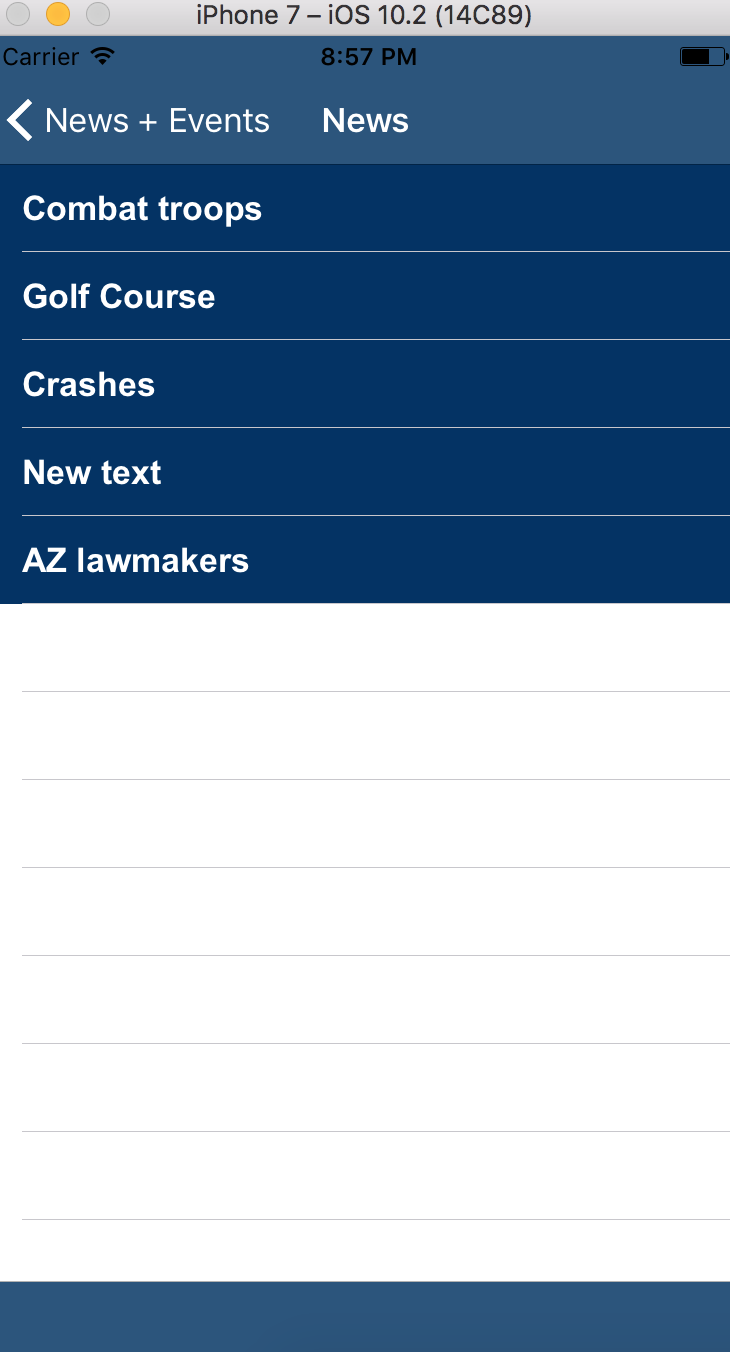 iPhone 7 – iOS 10.2 (14C89)
Carrier 8:57 PM
News + Events News
Combat troops
Golf Course
Crashes
New text
AZ lawmakers